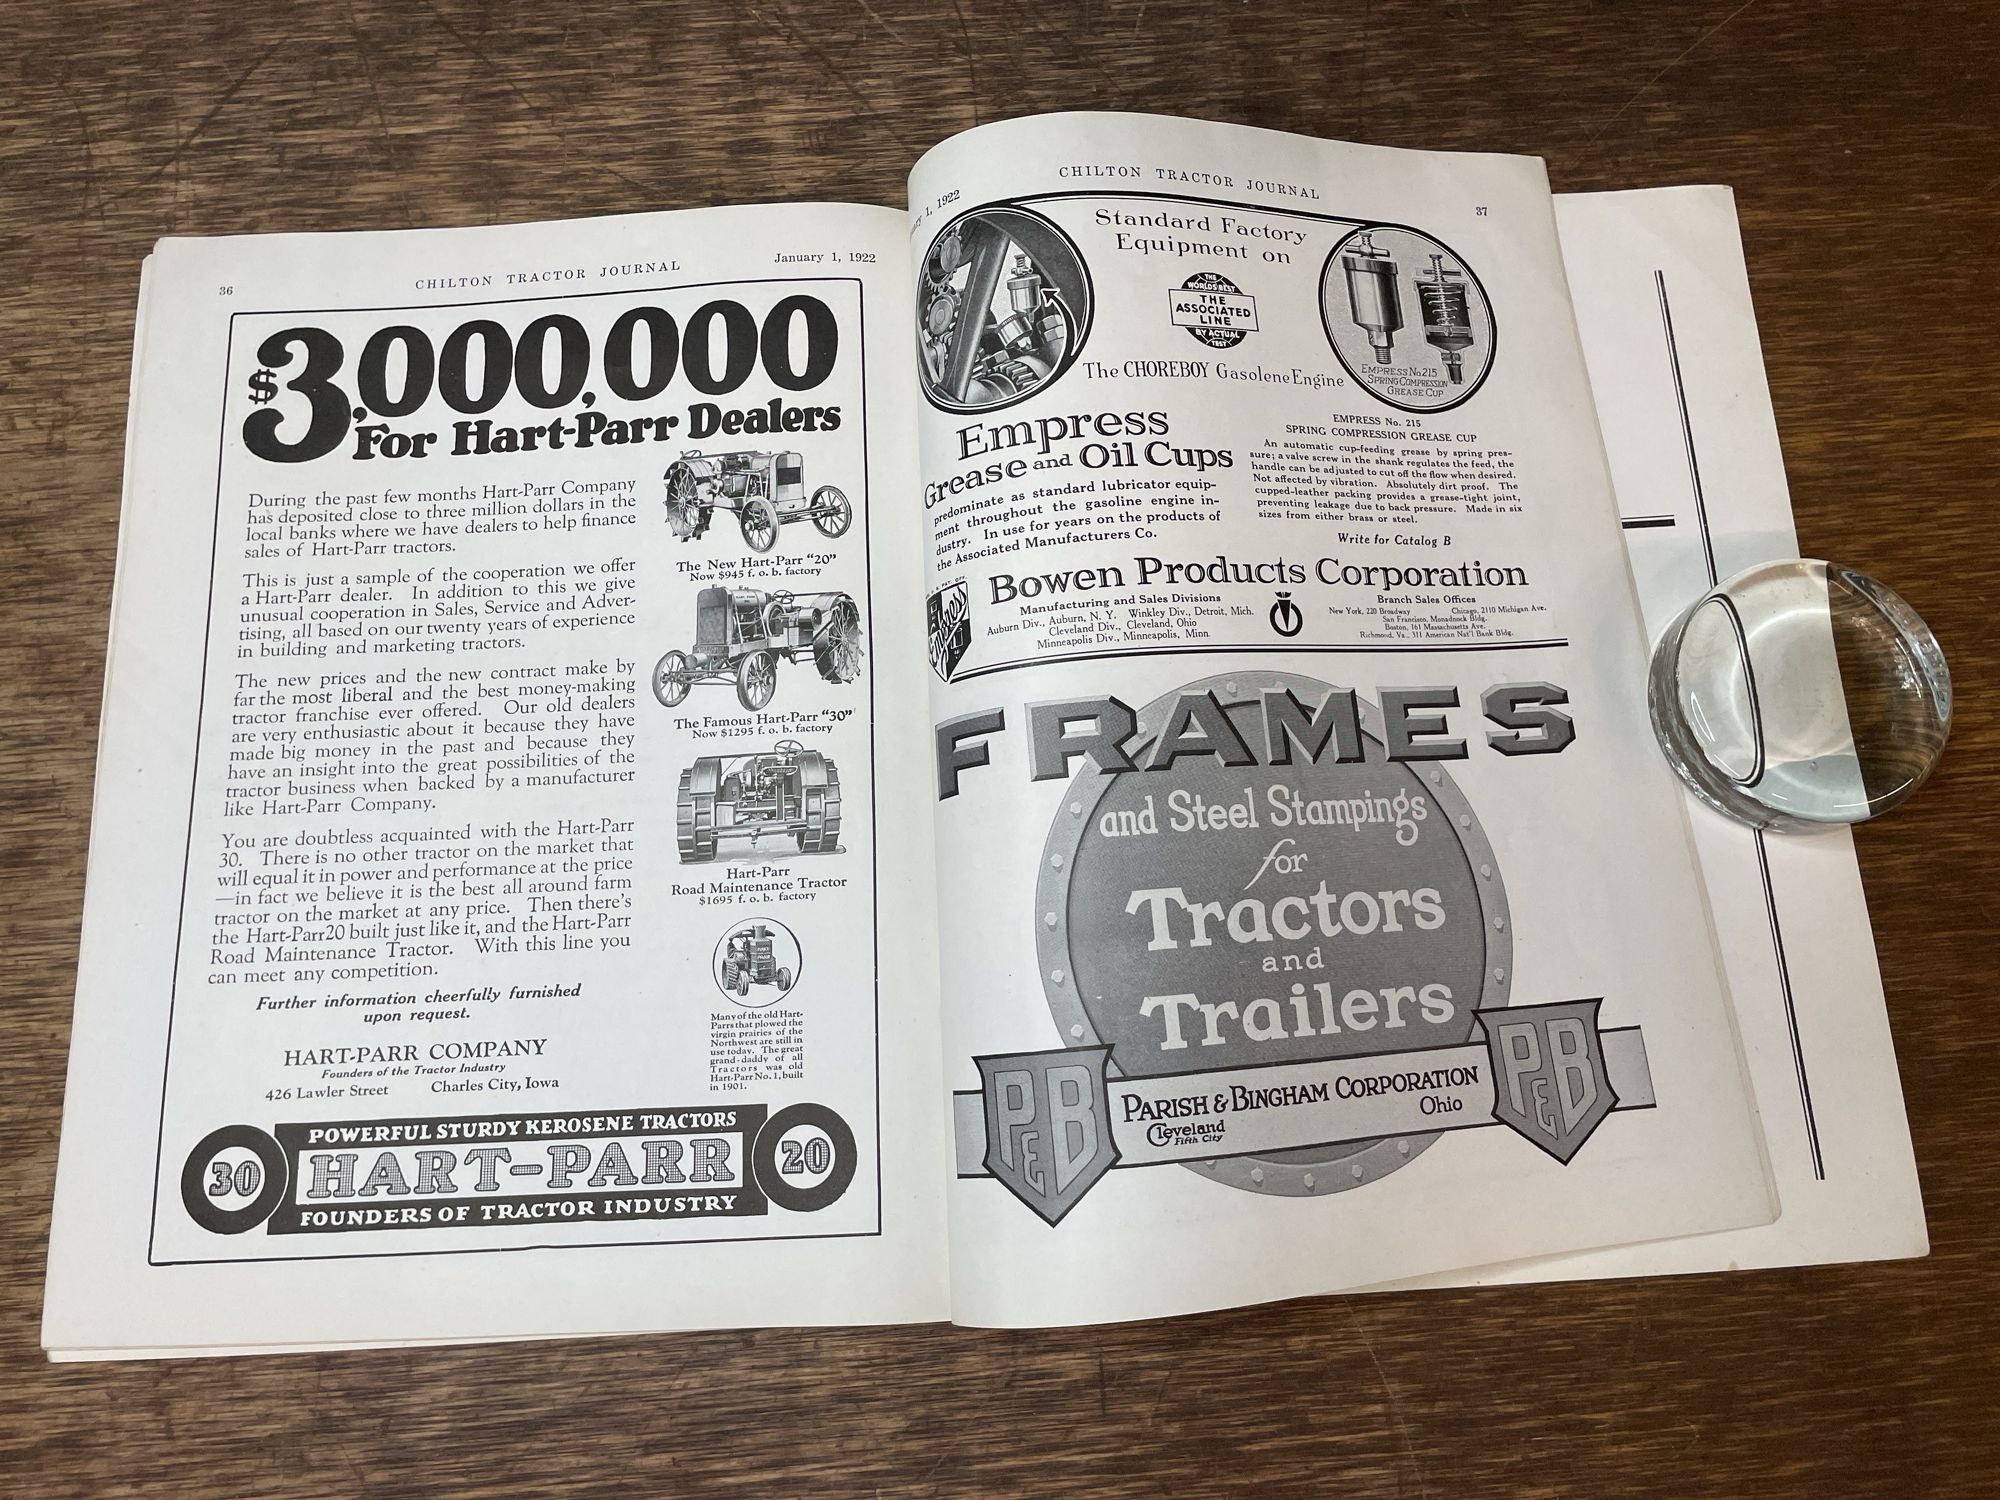 36
CHILTON TRACTOR JOURNAL
January 1, 1922
$3,000,000
For Hart-Parr Dealers
During the past few months Hart-Parr Company
has deposited close to three million dollars in the
local banks where we have dealers to help finance
sales of Hart-Parr tractors.
This is just a sample of the cooperation we offer
a Hart-Parr dealer. In addition to this we give
unusual cooperation in Sales, Service and Adver-
tising, all based on our twenty years of experience
in building and marketing tractors.
The new prices and the new contract make by
far the most liberal and the best money-making
tractor franchise ever offered. Our old dealers
are very enthusiastic about it because they have
made big money in the past and because they
have an insight into the great possibilities of the
tractor business when backed by a manufacturer
like Hart-Parr Company.
You are doubtless acquainted with the Hart-Parr
30. There is no other tractor on the market that
will equal it in power and performance at the price
—in fact we believe it is the best all around farm
tractor on the market at any price. Then there's
the Hart-Parr 20 built just like it, and the Hart-Parr
Road Maintenance Tractor. With this line you
can meet any competition.
Further information cheerfully furnished
upon request.
HART-PARR COMPANY
Founders of the Tractor Industry
426 Lawler Street Charles City, Iowa
The New Hart-Parr "20"
Now $945 f. o. b. factory
The Famous Hart-Parr "30"
Now $1295 f. o. b. factory
Hart-Parr
Road Maintenance Tractor
$1695 f. o. b. factory
Many of the old Hart-
Parrs that plowed the
virgin prairies of the
Northwest are still in
use today. The great
grand-daddy of all
Tractors was old
Hart-Parr No. 1, built
in 1901.
POWERFUL STURDY KEROSENE TRACTORS
30 HART-PARR 20
FOUNDERS OF TRACTOR INDUSTRY
1, 1922
CHILTON TRACTOR JOURNAL
37
Standard Factory
Equipment on
THE
WORLD'S BEST
THE
ASSOCIATED
LINE
BY ACTUAL
TEST
The CHOREBOY Gasolene Engine
EMPRESS No 215
SPRING COMPRESSION
GREASE CUP
Empress
Grease and Oil Cups
predominate as standard lubricator equip-
ment throughout the gasoline engine in-
dustry. In use for years on the products of
the Associated Manufacturers Co.
EMPRESS No. 215
SPRING COMPRESSION GREASE CUP
An automatic cup-feeding grease by spring pres-
sure; a valve screw in the shank regulates the feed, the
handle can be adjusted to cut off the flow when desired.
Not affected by vibration. Absolutely dirt proof. The
cupped-leather packing provides a grease-tight joint,
preventing leakage due to back pressure. Made in six
sizes from either brass or steel.
Write for Catalog B
Bowen Products Corporation
Manufacturing and Sales Divisions
Auburn Div., Auburn, N. Y. Winkley Div., Detroit, Mich.
Cleveland Div., Cleveland, Ohio
Minneapolis Div., Minneapolis, Minn.
Branch Sales Offices
New York, 220 Broadway Chicago, 2110 Michigan Ave.
San Francisco, Monadnock Bldg.
Boston, 161 Massachusetts Ave.
Richmond, Va., 311 American Nat'l Bank Bldg.
FRAMES
and Steel Stampings
for
Tractors
and
Trailers
P&B
PARISH & BINGHAM CORPORATION
Cleveland Ohio
Fifth City
P&B